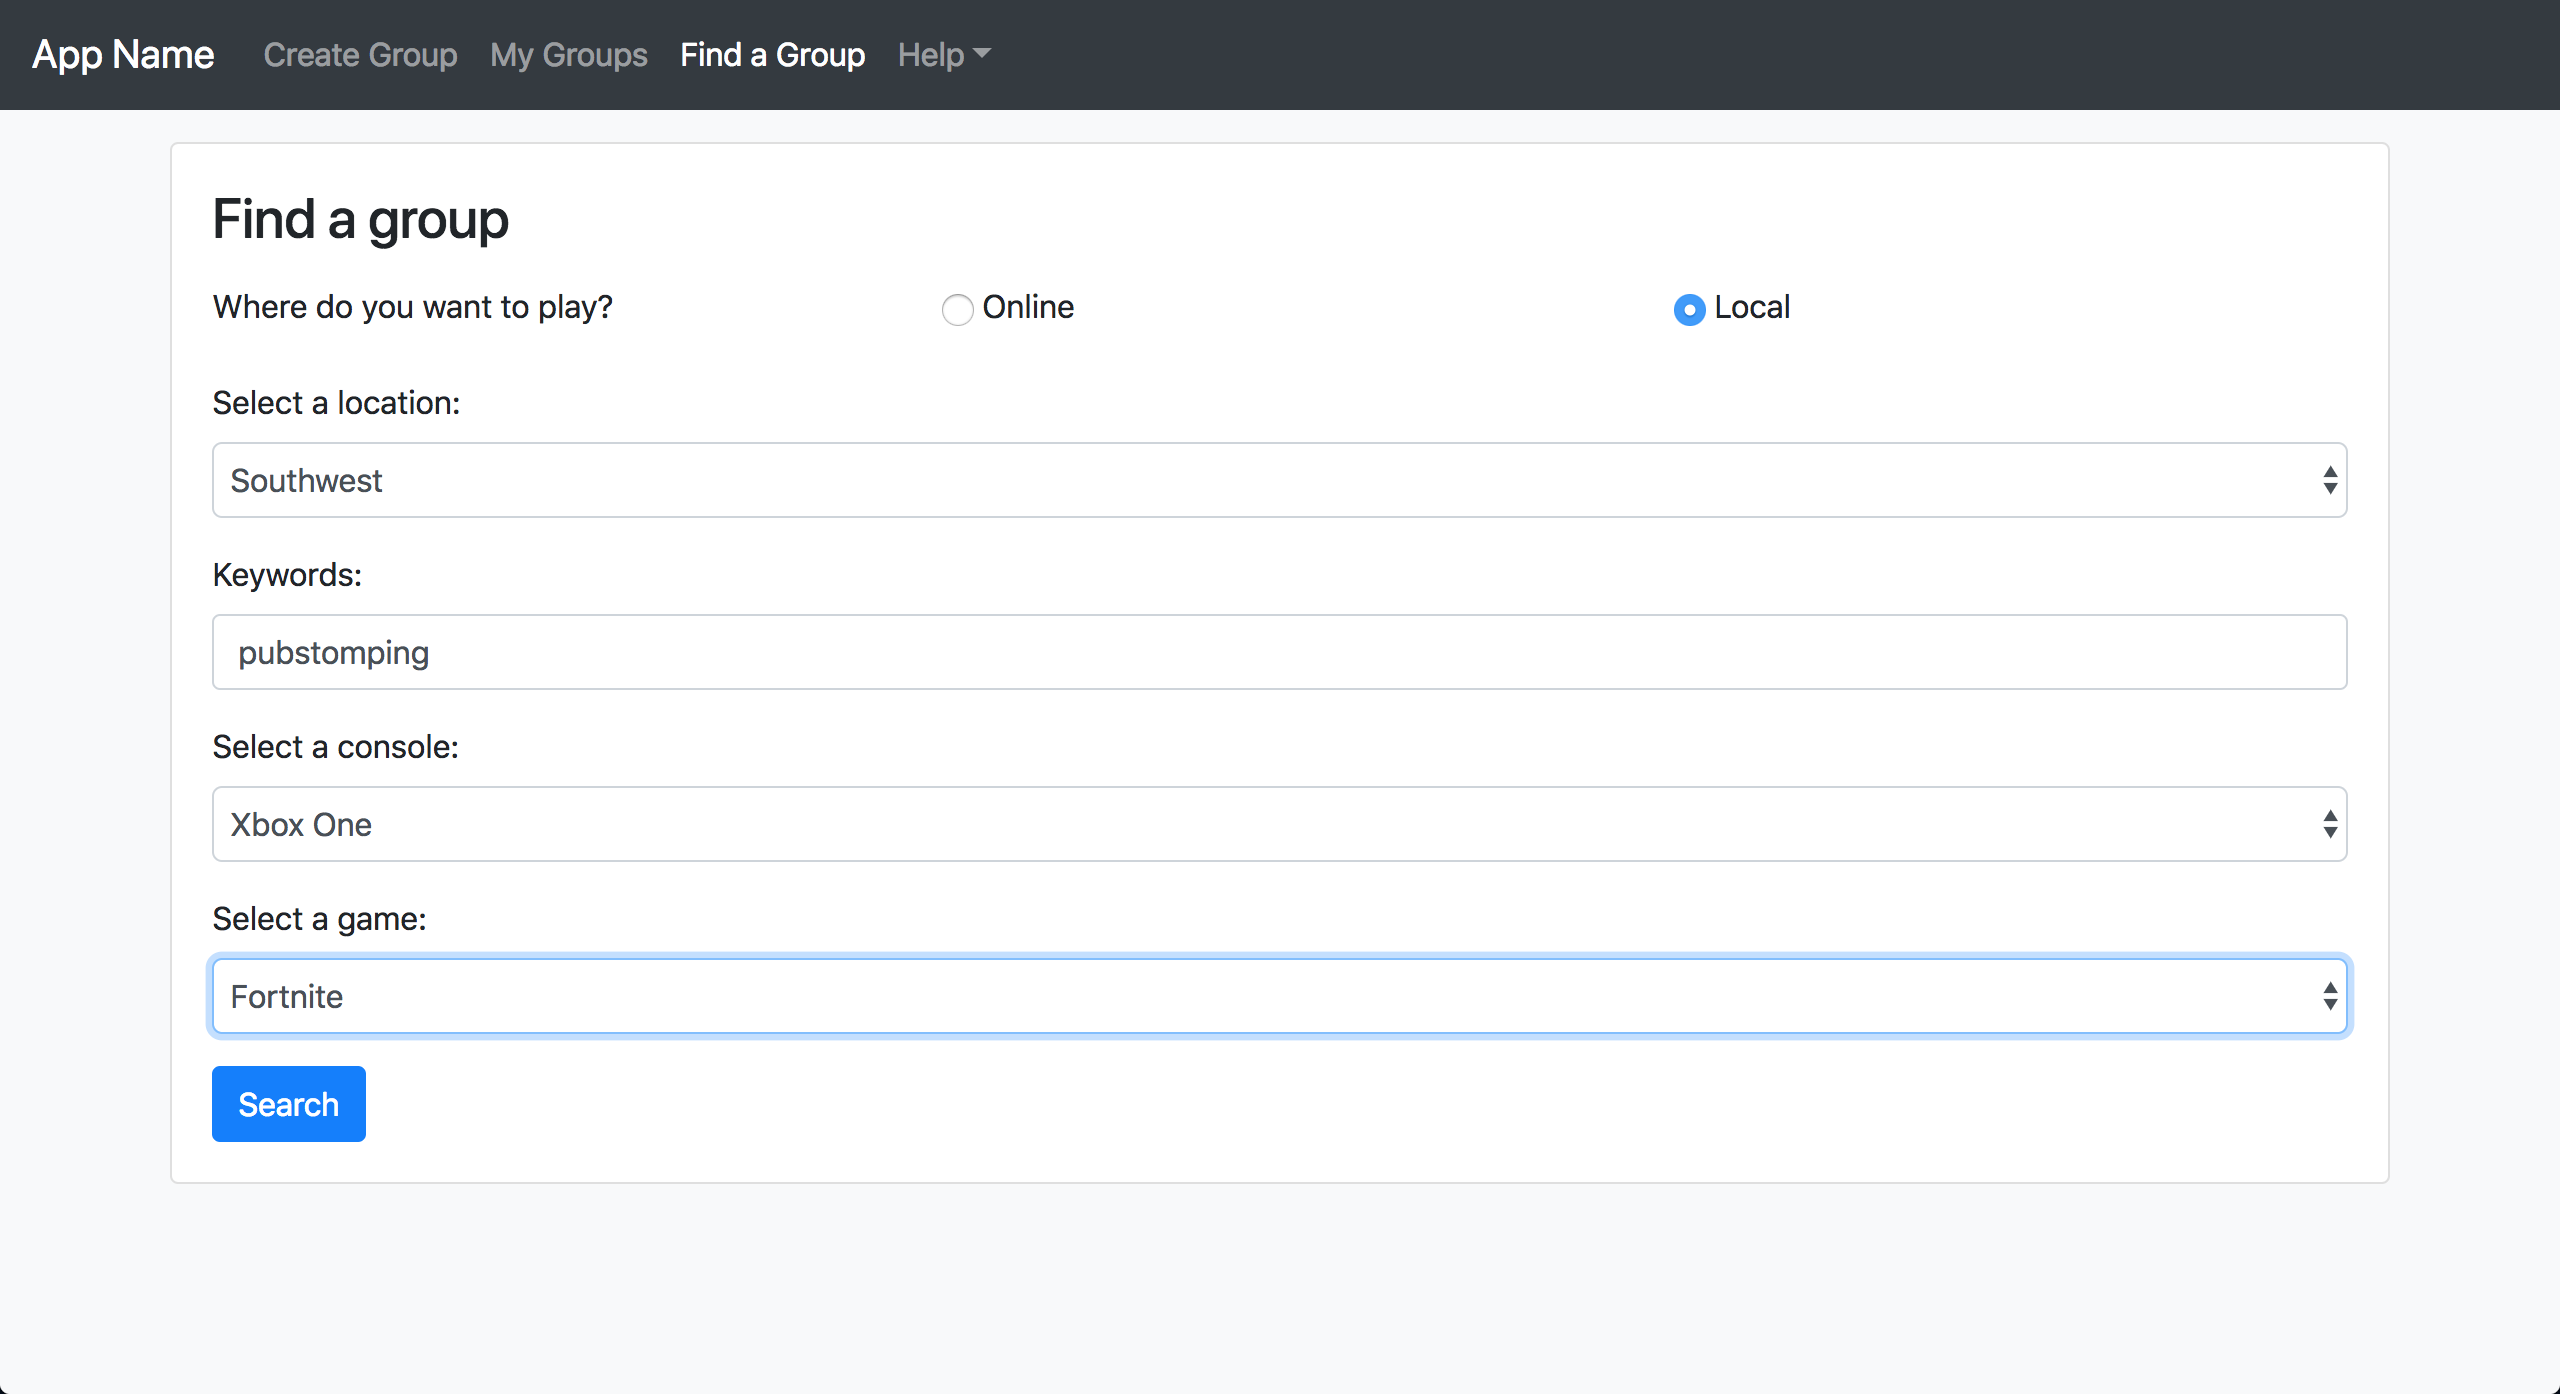 App Name Create Group My Groups Find a Group Help
Find a group
Where do you want to play? Online Local
Select a location:
Southwest
Keywords:
pubstomping
Select a console:
Xbox One
Select a game:
Fortnite
Search